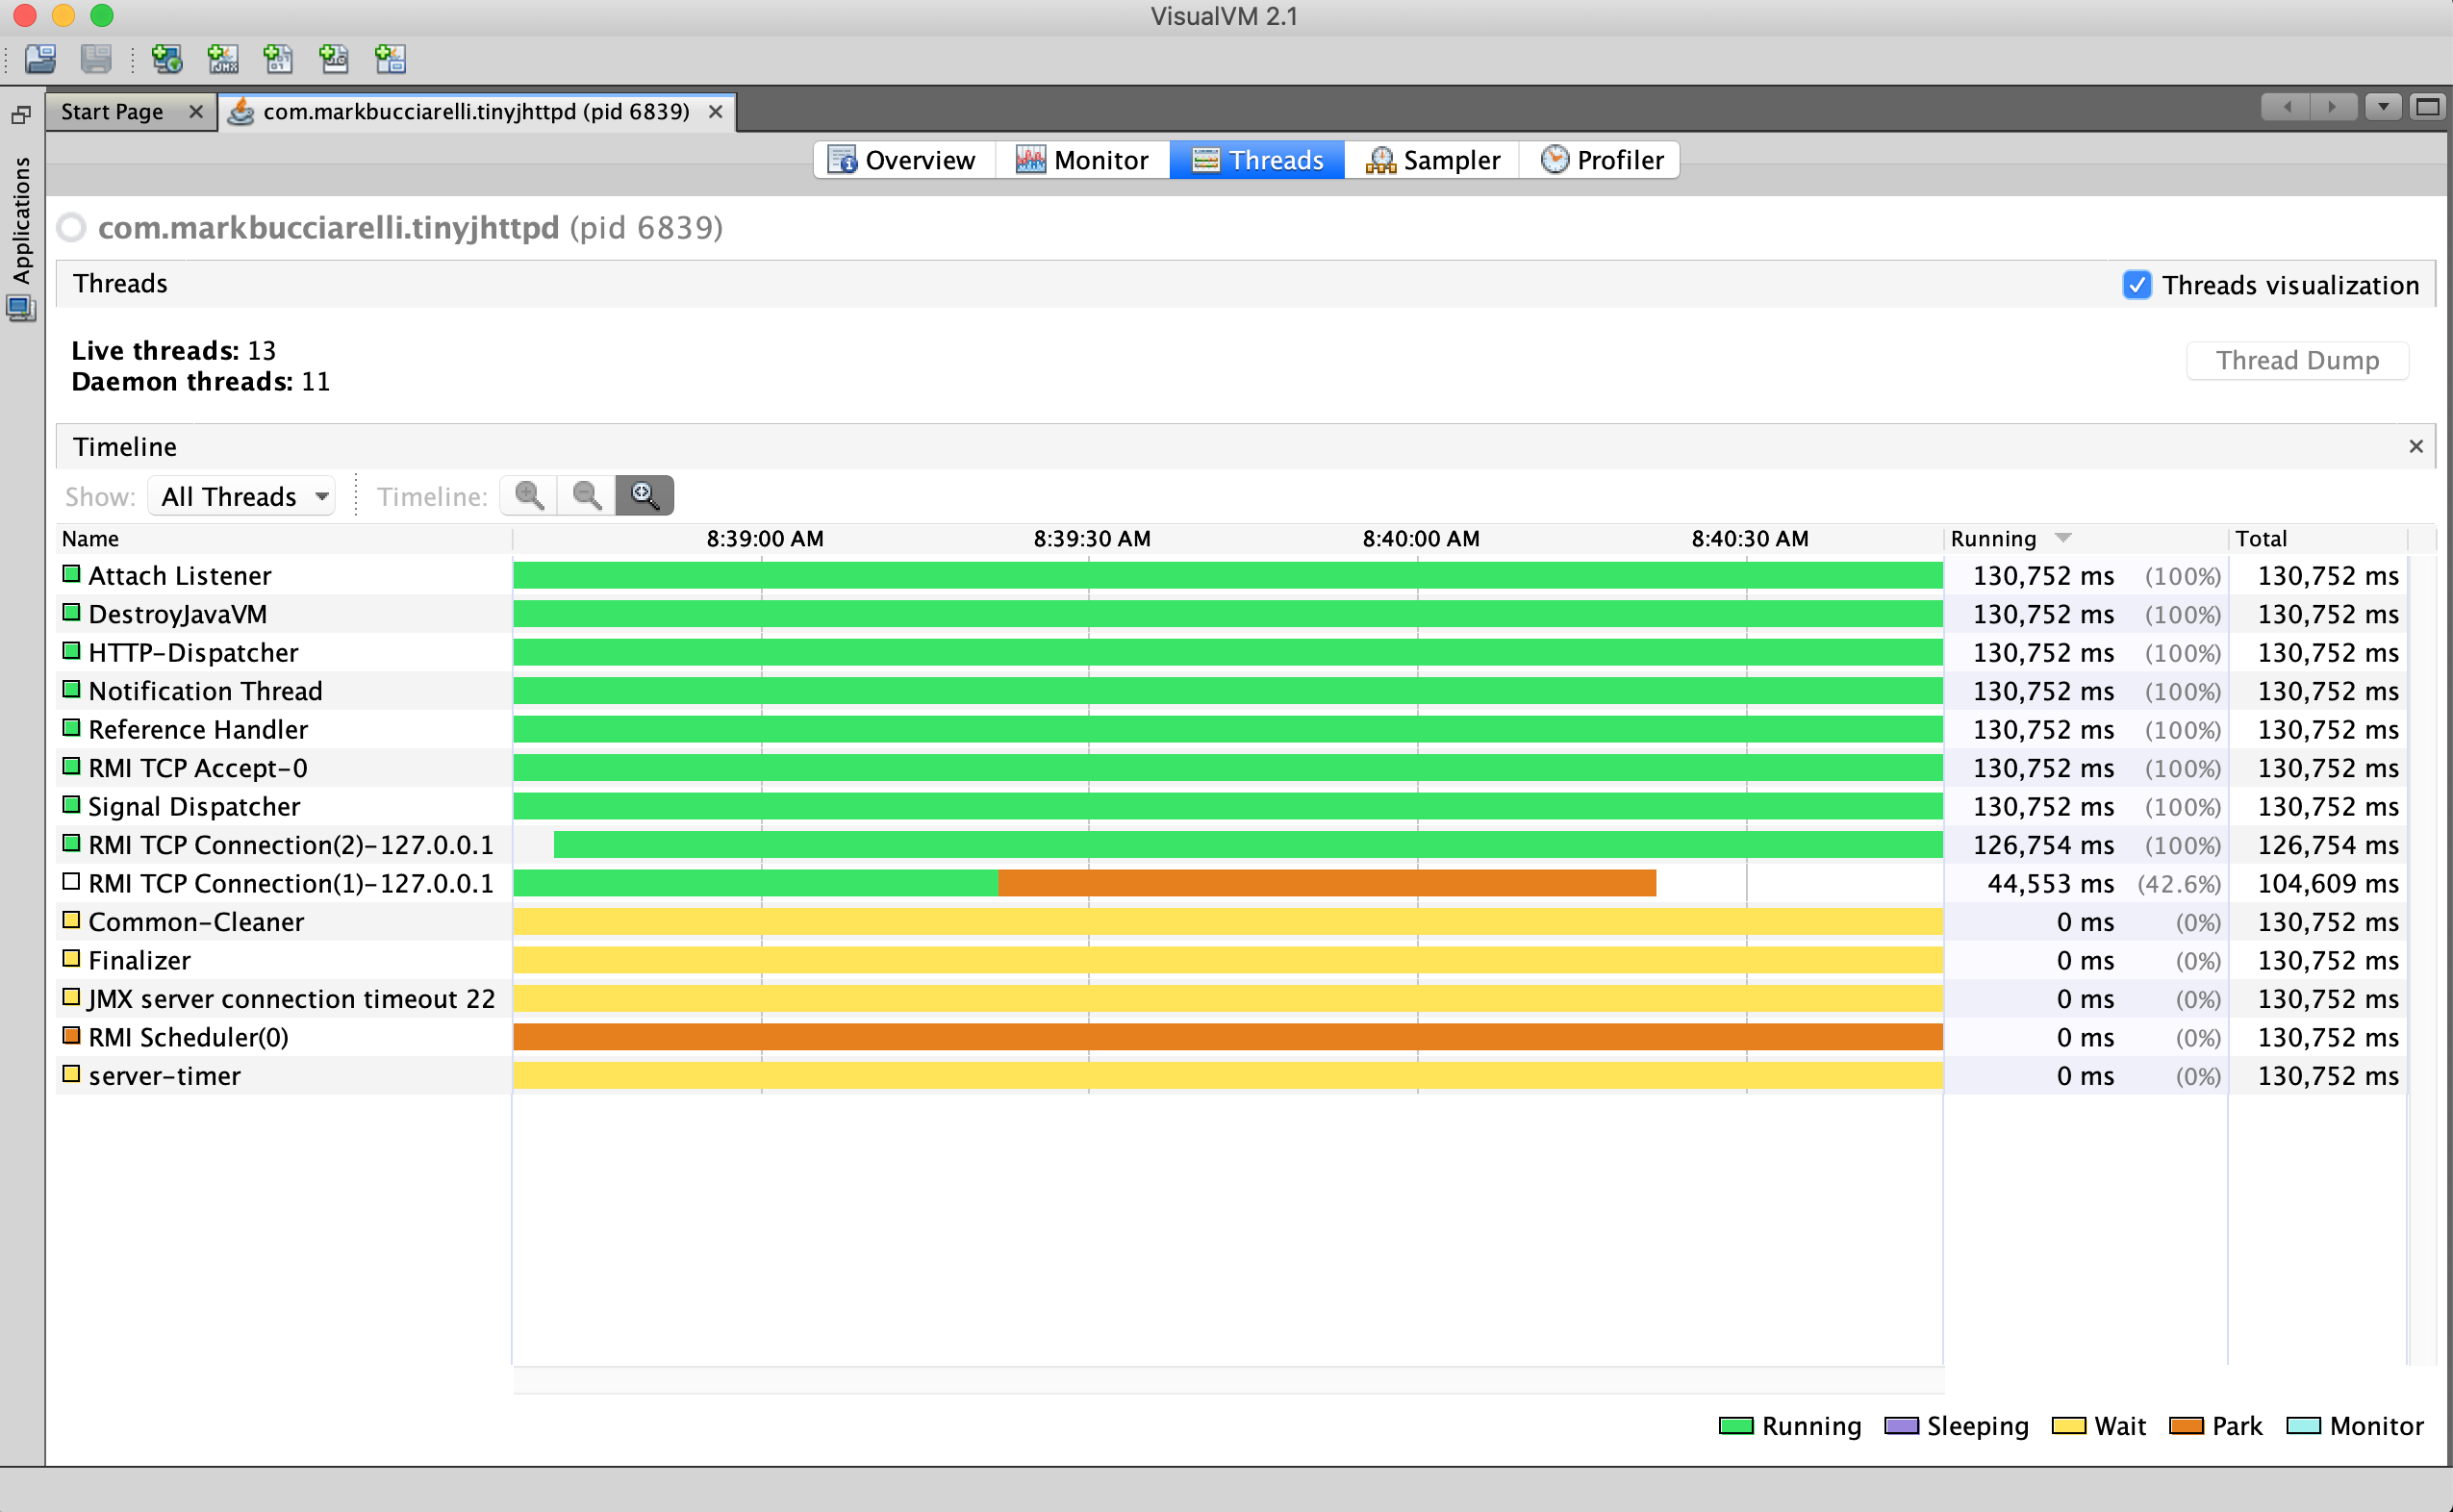 VisualVM 2.1
Start Page
com.markbucciarelli.tinyjhttpd (pid 6839)
Applications
Overview Monitor Threads Sampler Profiler
com.markbucciarelli.tinyjhttpd (pid 6839)
Threads Threads visualization
Live threads: 13
Daemon threads: 11
Thread Dump
Timeline
Show: All Threads Timeline:
Name 8:39:00 AM 8:39:30 AM 8:40:00 AM 8:40:30 AM Running Total
Attach Listener 130,752 ms (100%) 130,752 ms
DestroyJavaVM 130,752 ms (100%) 130,752 ms
HTTP-Dispatcher 130,752 ms (100%) 130,752 ms
Notification Thread 130,752 ms (100%) 130,752 ms
Reference Handler 130,752 ms (100%) 130,752 ms
RMI TCP Accept-0 130,752 ms (100%) 130,752 ms
Signal Dispatcher 130,752 ms (100%) 130,752 ms
RMI TCP Connection(2)-127.0.0.1 126,754 ms (100%) 126,754 ms
RMI TCP Connection(1)-127.0.0.1 44,553 ms (42.6%) 104,609 ms
Common-Cleaner 0 ms (0%) 130,752 ms
Finalizer 0 ms (0%) 130,752 ms
JMX server connection timeout 22 0 ms (0%) 130,752 ms
RMI Scheduler(0) 0 ms (0%) 130,752 ms
server-timer 0 ms (0%) 130,752 ms
Running Sleeping Wait Park Monitor